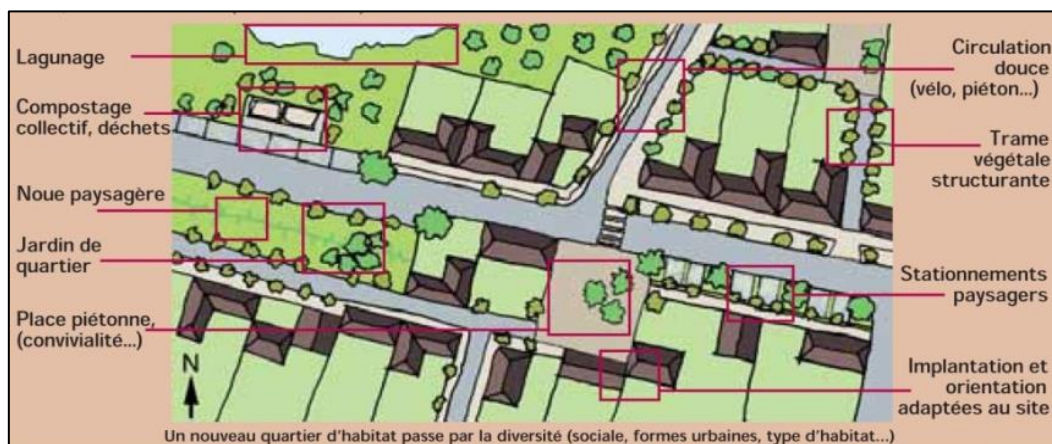 Lagunage
Compostage
collectif, déchets
Noue paysagère
Jardin de
quartier
Place piétonne,
(convivialité...)
N
Circulation
douce
(vélo, piéton...)
Trame
végétale
structurante
Stationnements
paysagers
Implantation et
orientation
adaptées au site
Un nouveau quartier d'habitat passe par la diversité (sociale, formes urbaines, type d'habitat...)